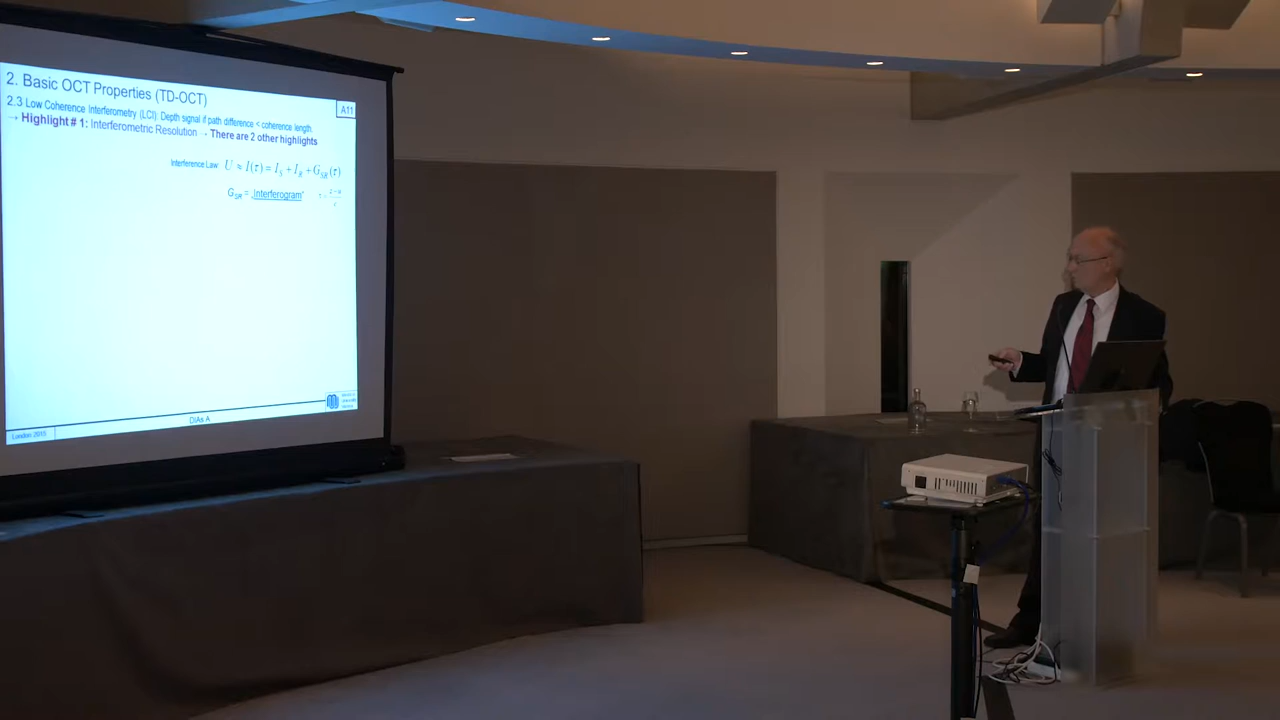 2. Basic OCT Properties (TD-OCT)
A11
2.3 Low Coherence Interferometry (LCI). Depth signal if path difference < coherence length.
→ Highlight # 1: Interferometric Resolution → There are 2 other highlights
Interference Law U ≈ I(τ) = I_S + I_R + G_SR(τ)
G_SR = „Interferogram"
London 2015
DIAs A